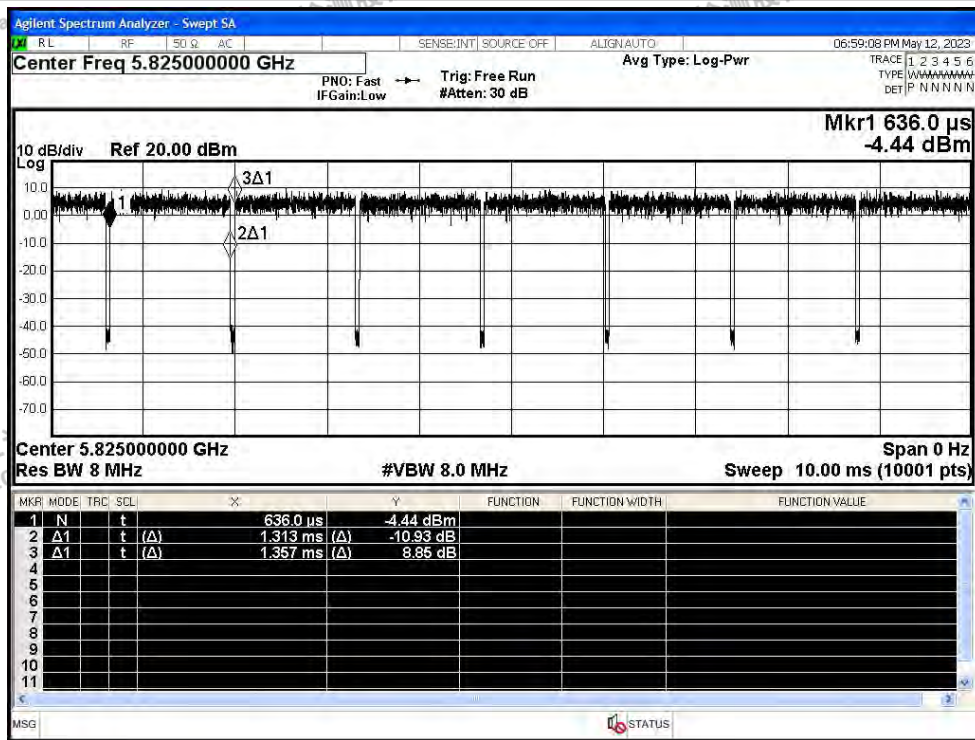 Agilent Spectrum Analyzer - Swept SA
RL RF 50 Ω AC SENSE:INT SOURCE OFF ALIGN AUTO 06:59:08 PM May 12, 2023
Center Freq 5.825000000 GHz
PNO: Fast
IFGain:Low
Trig: Free Run
#Atten: 30 dB
Avg Type: Log-Pwr
TRACE 1 2 3 4 5 6
TYPE WWWWWW
DET P N N N N N
Mkr1 636.0 µs
-4.44 dBm
10 dB/div Ref 20.00 dBm
Log
10.0
0.00
-10.0
-20.0
-30.0
-40.0
-50.0
-60.0
-70.0
1
3Δ1
2Δ1
Center 5.825000000 GHz Span 0 Hz
Res BW 8 MHz #VBW 8.0 MHz Sweep 10.00 ms (10001 pts)
MKR MODE TRC SCL X Y FUNCTION FUNCTION WIDTH FUNCTION VALUE
1 N t 636.0 µs -4.44 dBm
2 Δ1 t (Δ) 1.313 ms (Δ) -10.93 dB
3 Δ1 t (Δ) 1.357 ms (Δ) 8.85 dB
4
5
6
7
8
9
10
11
MSG STATUS